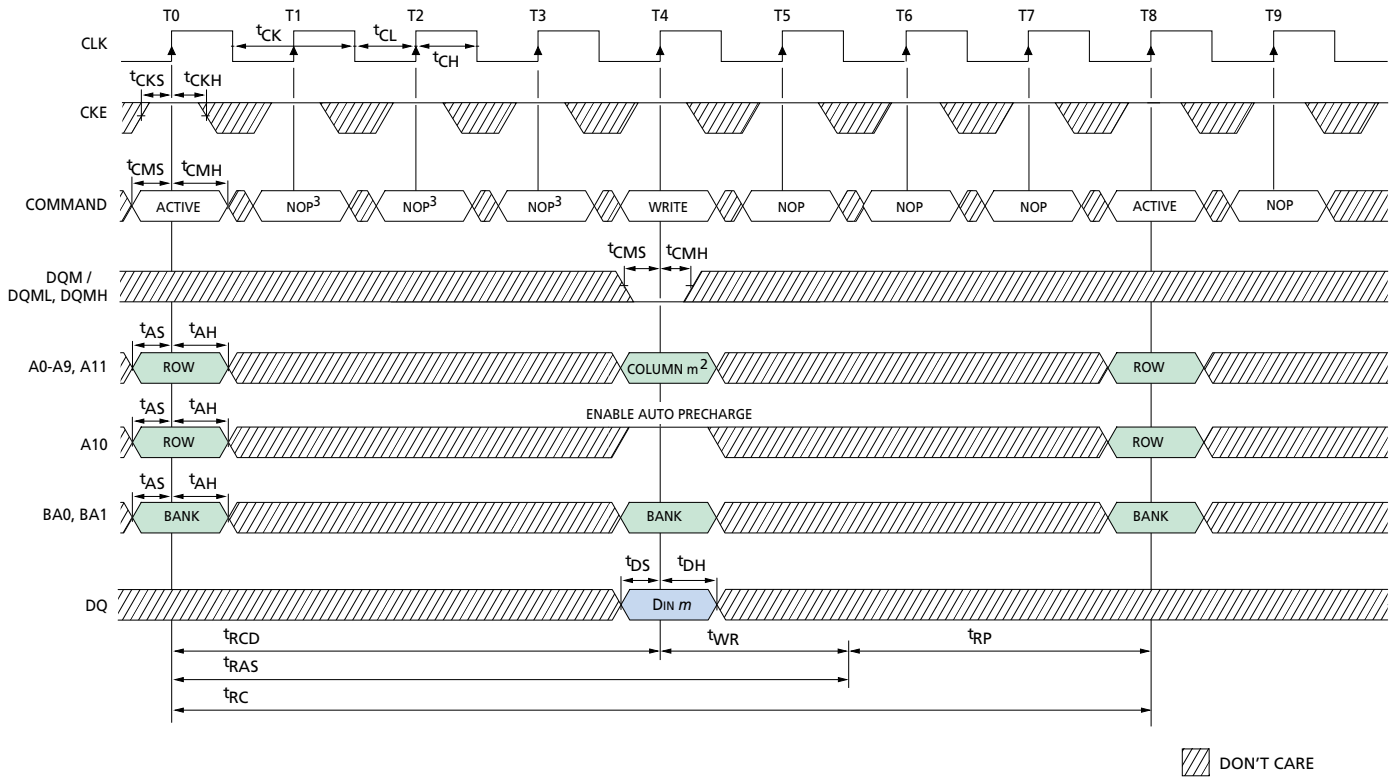 T0 T1 T2 T3 T4 T5 T6 T7 T8 T9
CLK
tCK tCL
tCH
tCKS tCKH
CKE
tCMS tCMH
COMMAND ACTIVE NOP3 NOP3 NOP3 WRITE NOP NOP NOP ACTIVE NOP
tCMS tCMH
DQM /
DQML, DQMH
tAS tAH
A0-A9, A11 ROW COLUMN m2 ROW
tAS tAH
ENABLE AUTO PRECHARGE
A10 ROW ROW
tAS tAH
BA0, BA1 BANK BANK BANK
tDS tDH
DQ DIN m
tRCD tWR tRP
tRAS
tRC
DON'T CARE